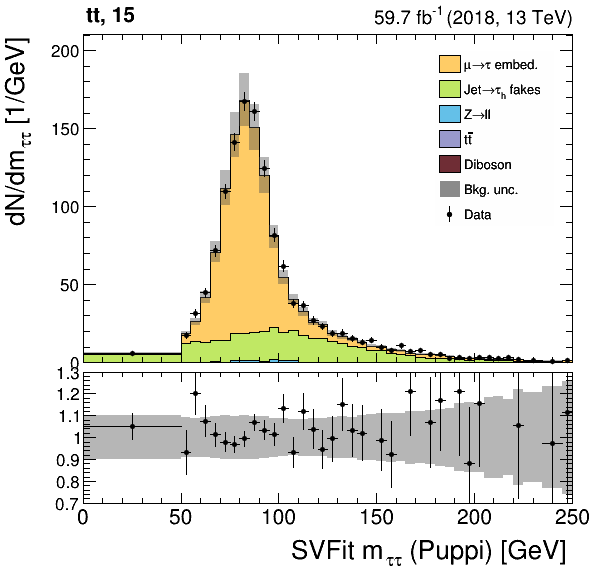 tt, 15
59.7 fb⁻¹ (2018, 13 TeV)
dN/dm_ττ [1/GeV]
200
150
100
50
0
μ→τ embed.
Jet→τ_h fakes
Z→ll
tt̄
Diboson
Bkg. unc.
Data
1.3
1.2
1.1
1
0.9
0.8
0.7
0 50 100 150 200 250
SVFit m_ττ (Puppi) [GeV]